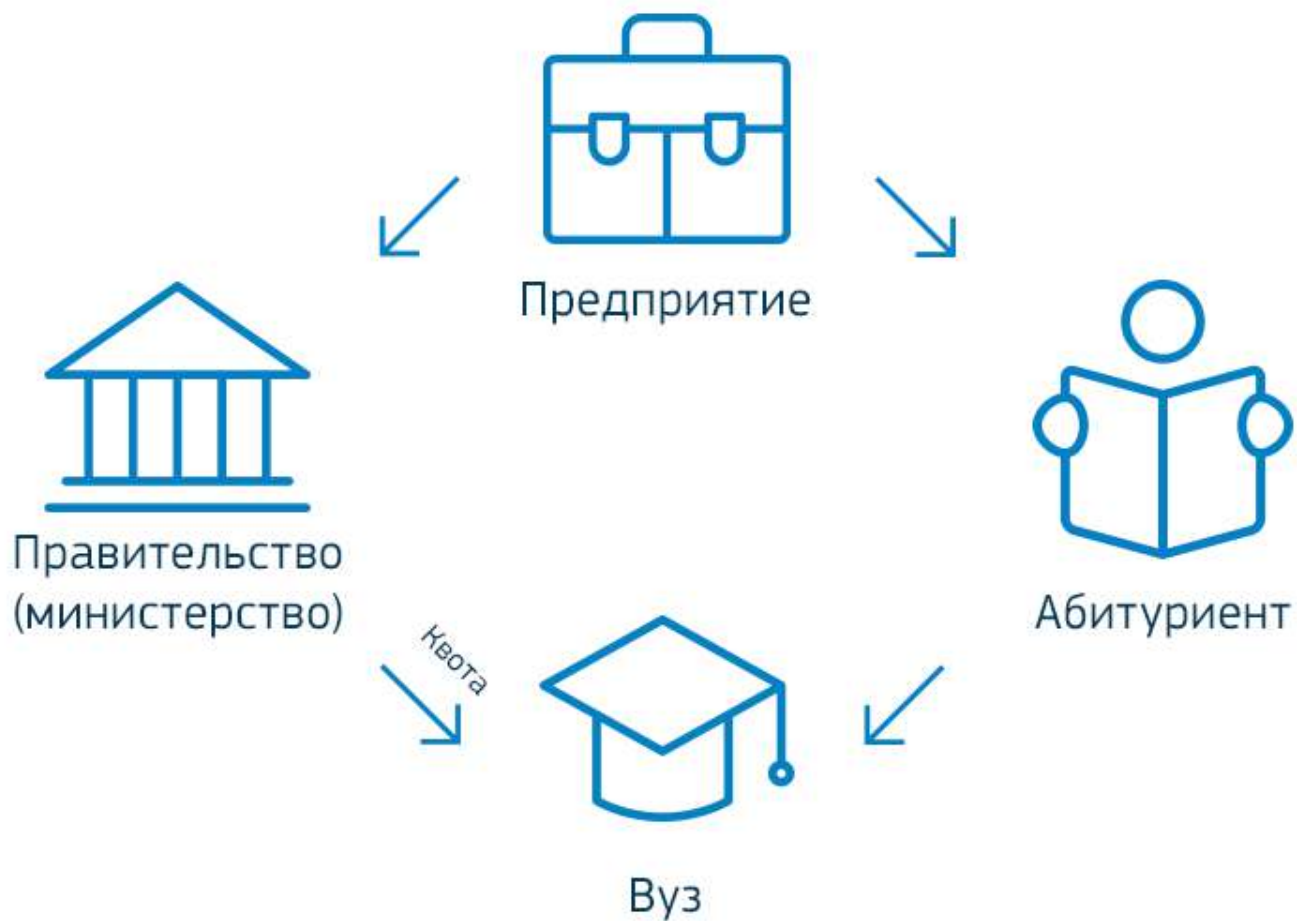 Предприятие
Правительство
(министерство)
Абитуриент
Квота
Вуз